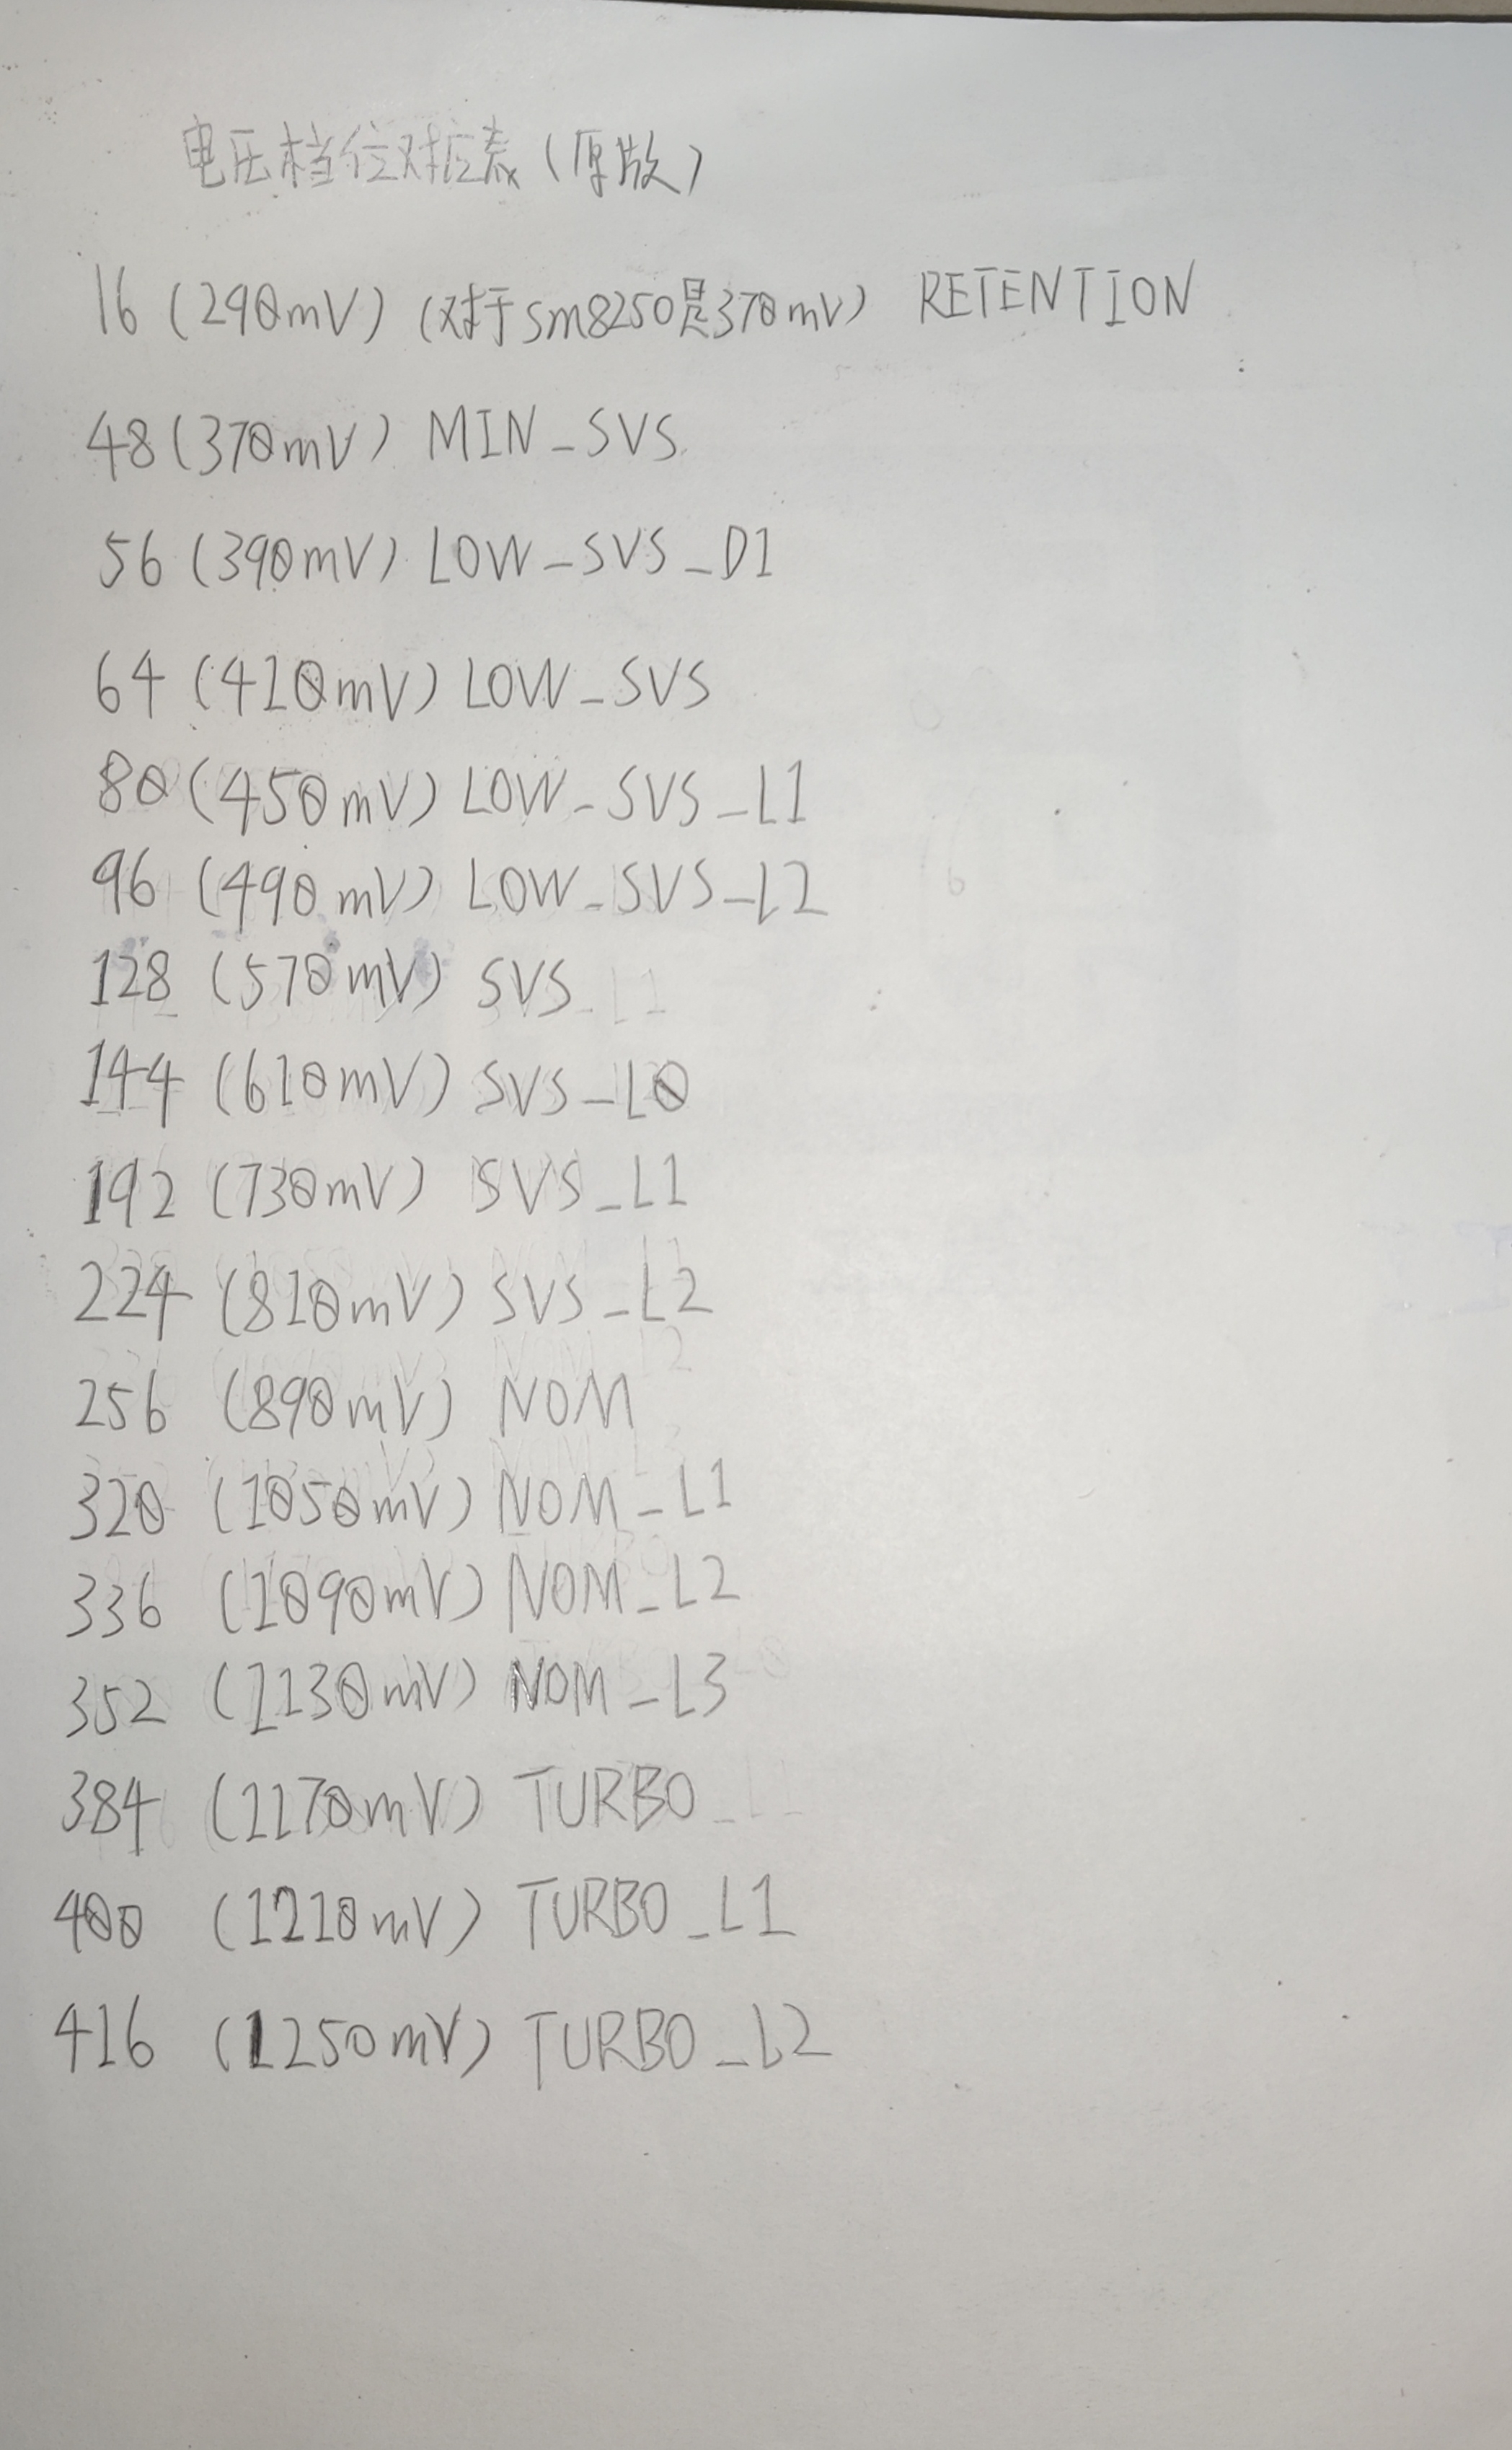 电压档位对应表(原版)
16 (290mV) (对于sm8250是370mV) RETENTION
48 (370mV) MIN_SVS
56 (390mV) LOW_SVS_D1
64 (410mV) LOW_SVS
80 (450mV) LOW_SVS_L1
96 (490mV) LOW_SVS_L2
128 (570mV) SVS
144 (610mV) SVS_L0
192 (730mV) SVS_L1
224 (810mV) SVS_L2
256 (890mV) NOM
320 (1050mV) NOM_L1
336 (1090mV) NOM_L2
352 (1130mV) NOM_L3
384 (1170mV) TURBO
400 (1210mV) TURBO_L1
416 (1250mV) TURBO_L2